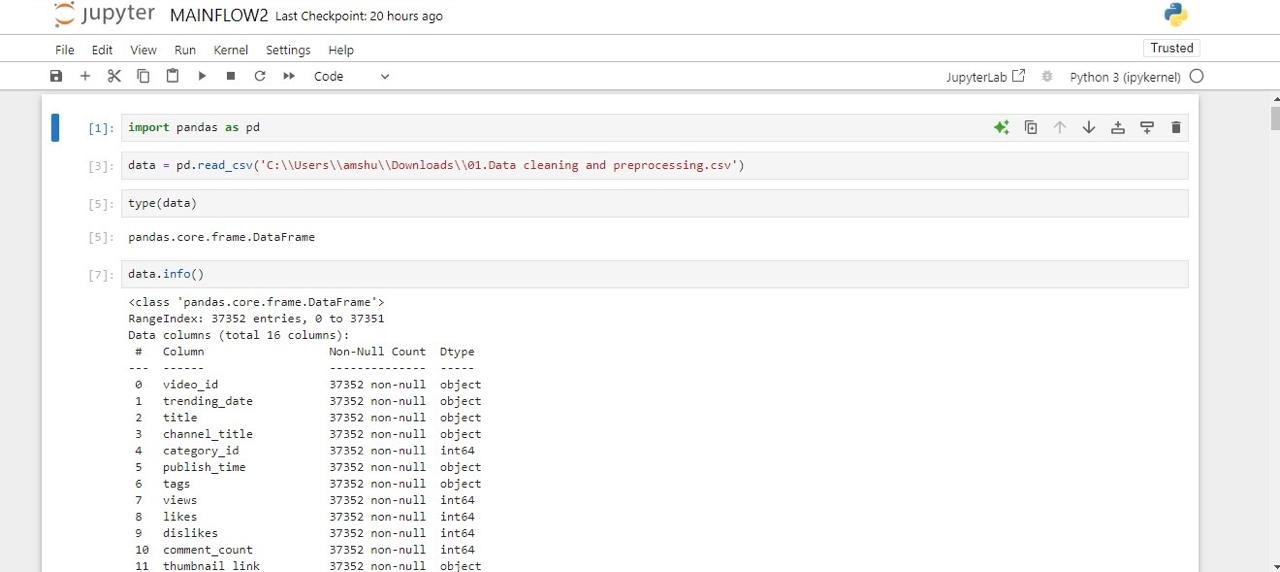 jupyter MAINFLOW2 Last Checkpoint: 20 hours ago
File Edit View Run Kernel Settings Help
Trusted
Code
JupyterLab
Python 3 (ipykernel)
[1]: import pandas as pd
[3]: data = pd.read_csv('C:\\Users\\amshu\\Downloads\\01.Data cleaning and preprocessing.csv')
[5]: type(data)
[5]: pandas.core.frame.DataFrame
[7]: data.info()
<class 'pandas.core.frame.DataFrame'>
RangeIndex: 37352 entries, 0 to 37351
Data columns (total 16 columns):
# Column Non-Null Count Dtype
--- ------ -------------- -----
0 video_id 37352 non-null object
1 trending_date 37352 non-null object
2 title 37352 non-null object
3 channel_title 37352 non-null object
4 category_id 37352 non-null int64
5 publish_time 37352 non-null object
6 tags 37352 non-null object
7 views 37352 non-null int64
8 likes 37352 non-null int64
9 dislikes 37352 non-null int64
10 comment_count 37352 non-null int64
11 thumbnail_link 37352 non-null object